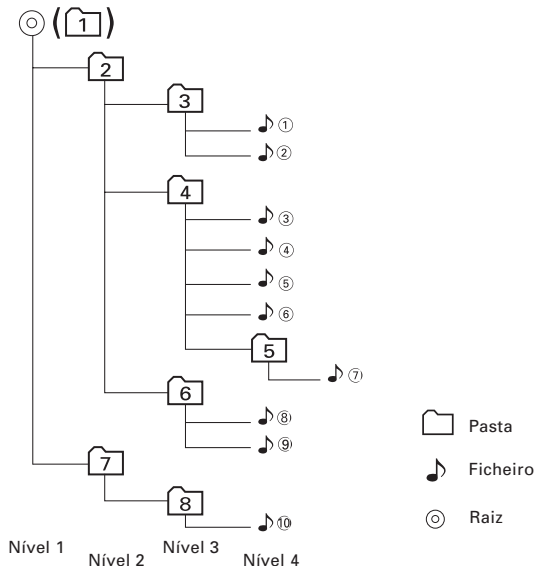 (1)
2
3
①
②
4
③
④
⑤
⑥
5
⑦
6
⑧
⑨
7
8
⑩
Pasta
Ficheiro
Raiz
Nível 1
Nível 2
Nível 3
Nível 4